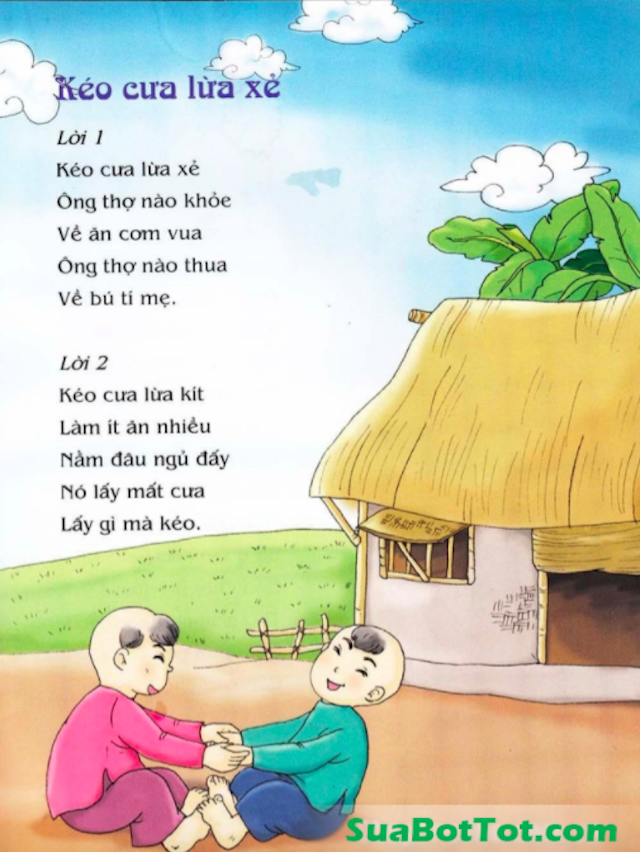 Kéo cưa lừa xẻ
Lời 1
Kéo cưa lừa xẻ
Ông thợ nào khỏe
Về ăn cơm vua
Ông thợ nào thua
Về bú tí mẹ.
Lời 2
Kéo cưa lừa kít
Làm ít ăn nhiều
Nằm đâu ngủ đấy
Nó lấy mất cưa
Lấy gì mà kéo.
SuaBotTot.com